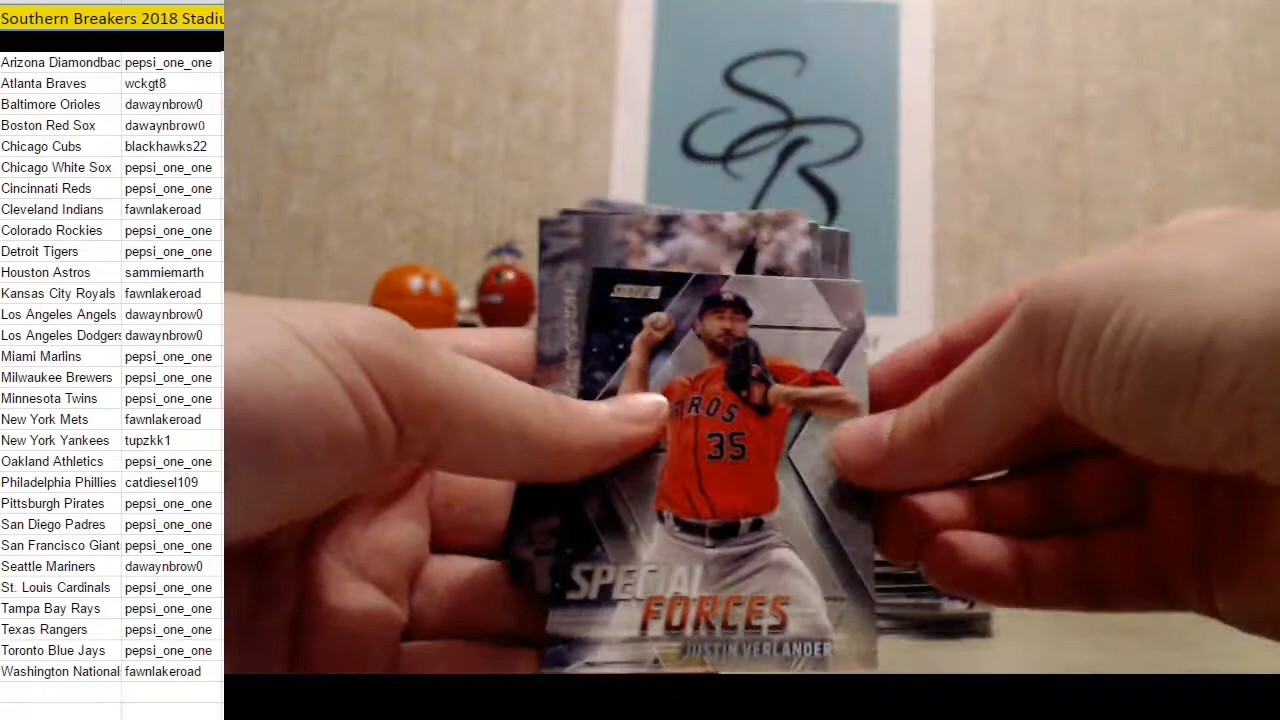 Southern Breakers 2018 Stadiu
Arizona Diamondbac pepsi_one_one
Atlanta Braves wckgt8
Baltimore Orioles dawaynbrow0
Boston Red Sox dawaynbrow0
Chicago Cubs blackhawks22
Chicago White Sox pepsi_one_one
Cincinnati Reds pepsi_one_one
Cleveland Indians fawnlakeroad
Colorado Rockies pepsi_one_one
Detroit Tigers pepsi_one_one
Houston Astros sammiemarth
Kansas City Royals fawnlakeroad
Los Angeles Angels dawaynbrow0
Los Angeles Dodgers dawaynbrow0
Miami Marlins pepsi_one_one
Milwaukee Brewers pepsi_one_one
Minnesota Twins pepsi_one_one
New York Mets fawnlakeroad
New York Yankees tupzkk1
Oakland Athletics pepsi_one_one
Philadelphia Phillies catdiesel109
Pittsburgh Pirates pepsi_one_one
San Diego Padres pepsi_one_one
San Francisco Giant pepsi_one_one
Seattle Mariners dawaynbrow0
St. Louis Cardinals pepsi_one_one
Tampa Bay Rays pepsi_one_one
Texas Rangers pepsi_one_one
Toronto Blue Jays pepsi_one_one
Washington National fawnlakeroad
SR
TROS
35
SPECIAL
FORCES
JUSTIN VERLANDER